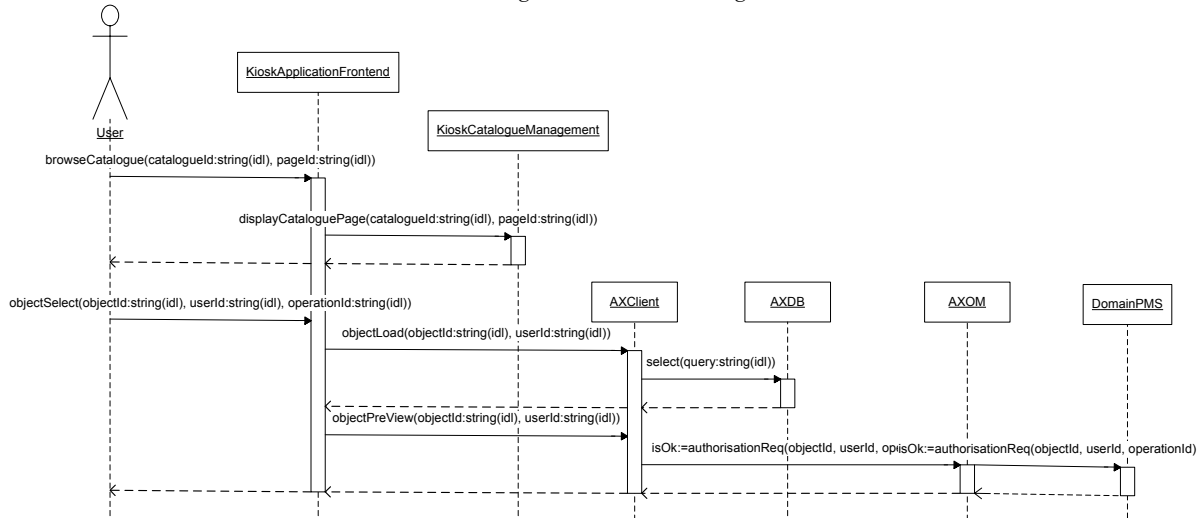 User
KioskApplicationFrontend
KioskCatalogueManagement
browseCatalogue(catalogueId:string(idl), pageId:string(idl))
displayCataloguePage(catalogueId:string(idl), pageId:string(idl))
objectSelect(objectId:string(idl), userId:string(idl), operationId:string(idl))
AXClient
AXDB
AXOM
DomainPMS
objectLoad(objectId:string(idl), userId:string(idl))
select(query:string(idl))
objectPreView(objectId:string(idl), userId:string(idl))
isOk:=authorisationReq(objectId, userId,
isOk:=authorisationReq(objectId, userId, operationId)